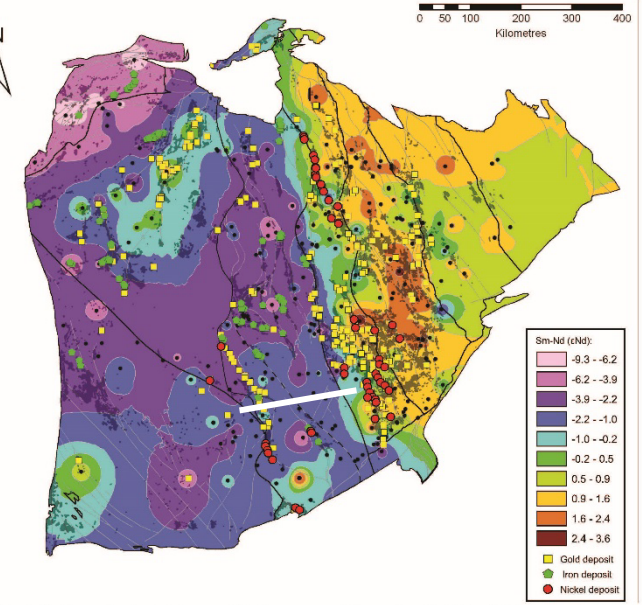 0 50 100 200 300 400
Kilometres
N
Sm-Nd (εNd):
-9.3 - -6.2
-6.2 - -3.9
-3.9 - -2.2
-2.2 - -1.0
-1.0 - -0.2
-0.2 - 0.5
0.5 - 0.9
0.9 - 1.6
1.6 - 2.4
2.4 - 3.6
Gold deposit
Iron deposit
Nickel deposit